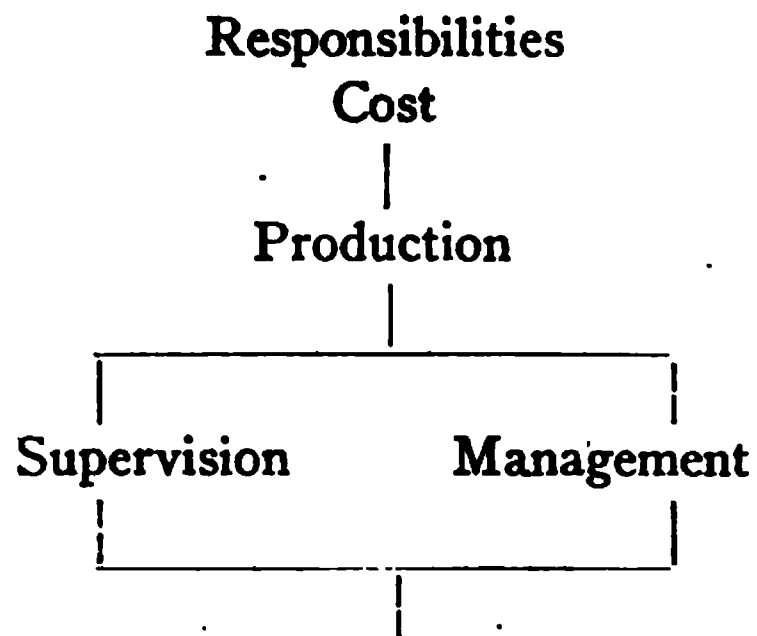 Responsibilities
Cost
Production
Supervision Management